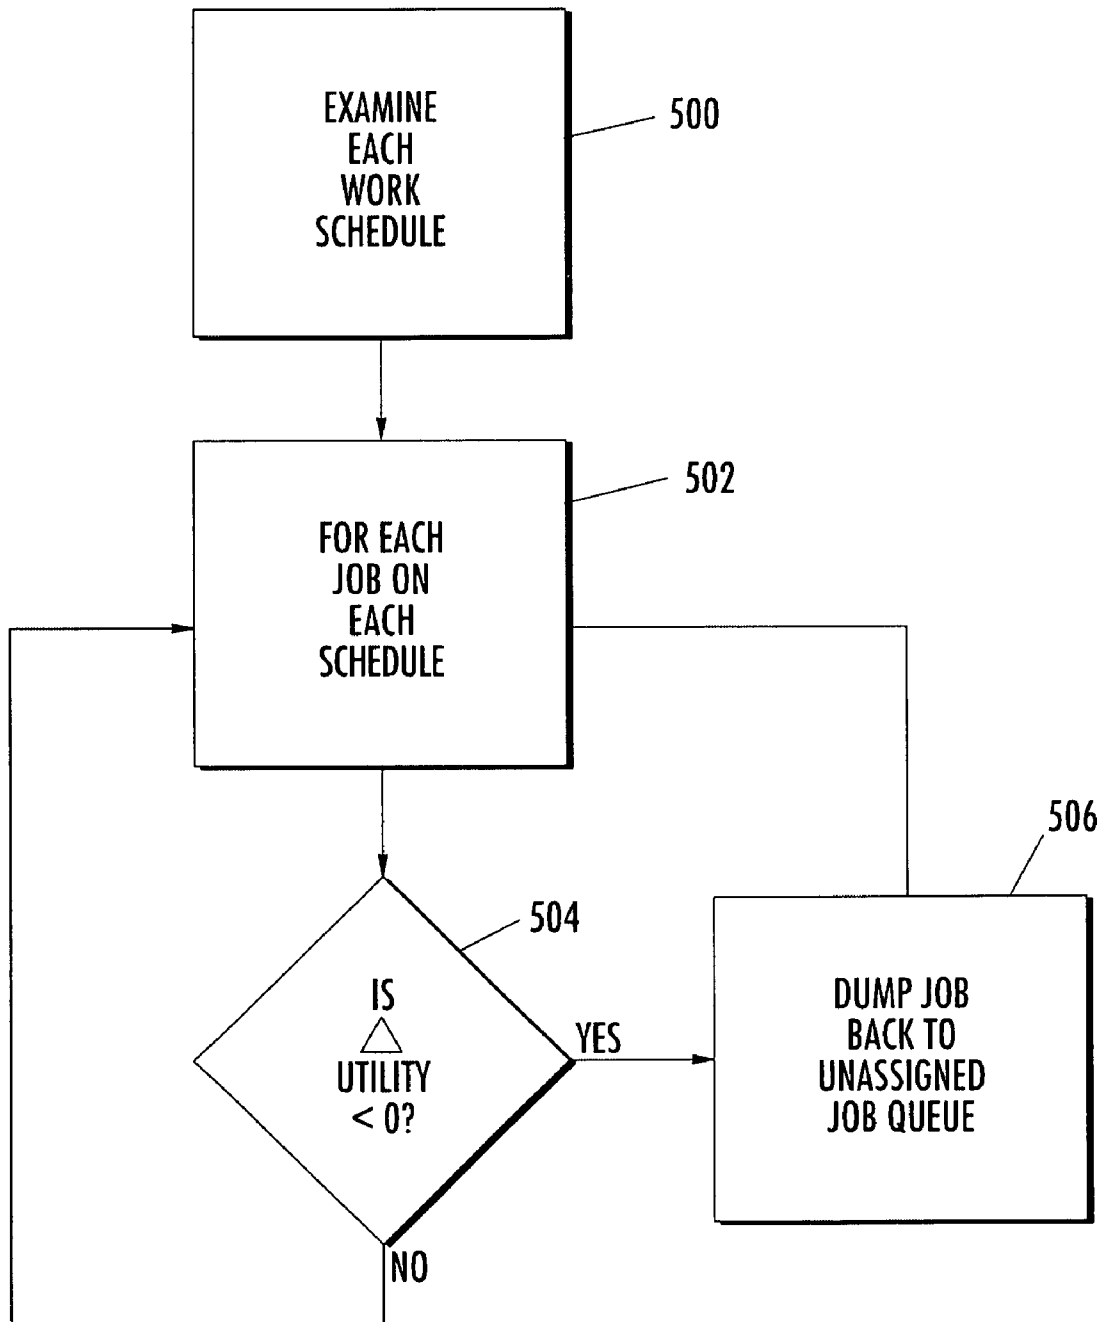 EXAMINE
EACH
WORK
SCHEDULE
500
FOR EACH
JOB ON
EACH
SCHEDULE
502
IS
△
UTILITY
< 0?
504
YES
NO
DUMP JOB
BACK TO
UNASSIGNED
JOB QUEUE
506